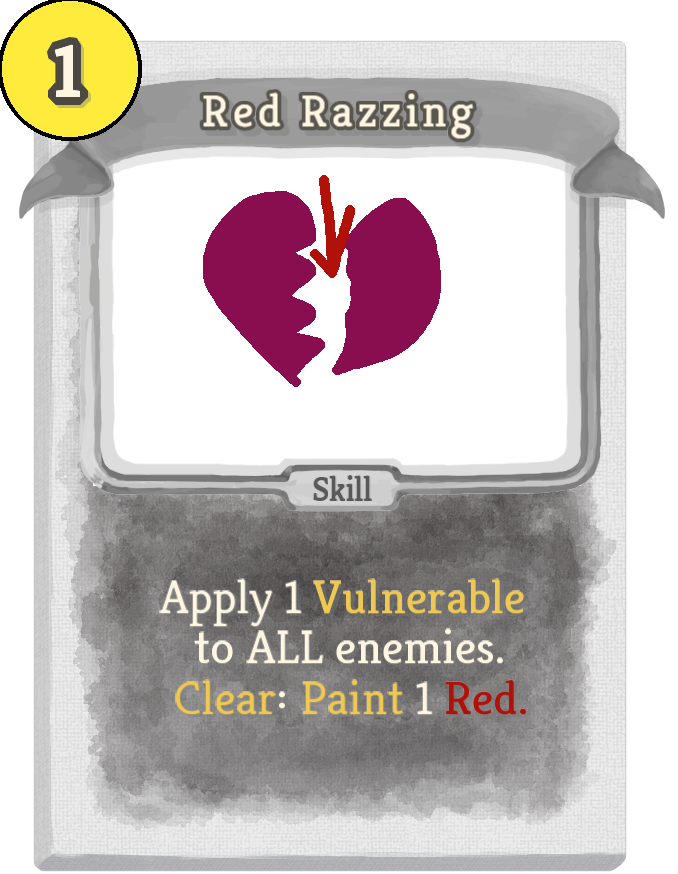 1
Red Razzing
Skill
Apply 1 Vulnerable
to ALL enemies.
Clear: Paint 1 Red.